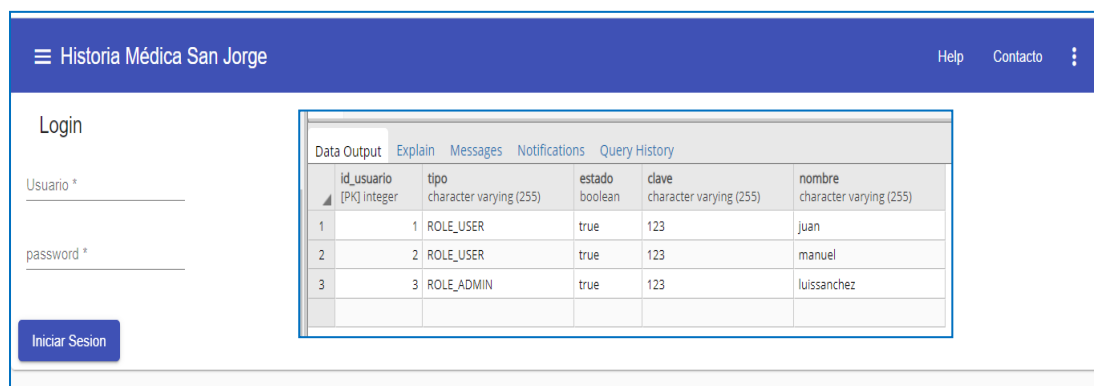 Historia Médica San Jorge Help Contacto
Login
Usuario *
password *
Iniciar Sesion
Data Output Explain Messages Notifications Query History
id_usuario tipo estado clave nombre
[PK] integer character varying (255) boolean character varying (255) character varying (255)
1 1 ROLE_USER true 123 juan
2 2 ROLE_USER true 123 manuel
3 3 ROLE_ADMIN true 123 luissanchez